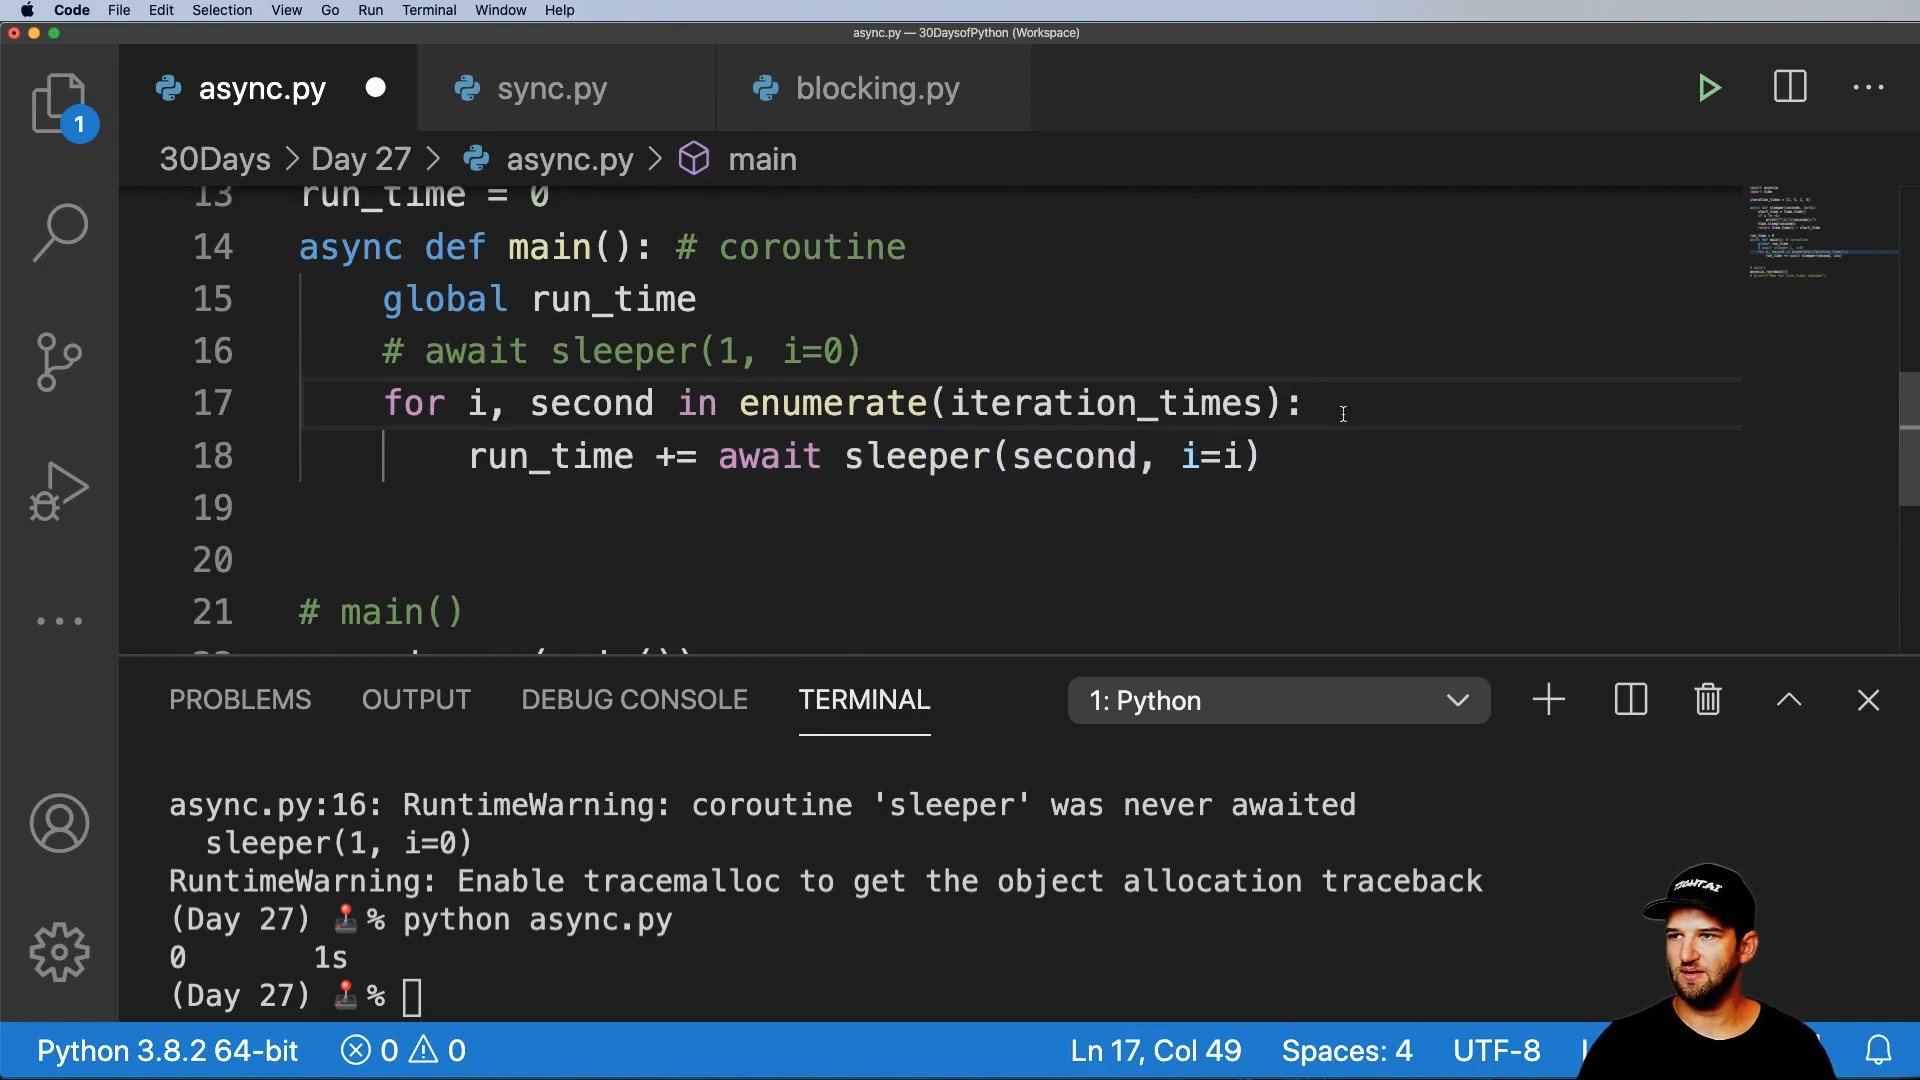 Code File Edit Selection View Go Run Terminal Window Help
async.py — 30DaysofPython (Workspace)
async.py sync.py blocking.py
1
30Days > Day 27 > async.py > main
13 run_time = 0
14 async def main(): # coroutine
15 global run_time
16 # await sleeper(1, i=0)
17 for i, second in enumerate(iteration_times):
18 run_time += await sleeper(second, i=i)
19
20
21 # main()
PROBLEMS OUTPUT DEBUG CONSOLE TERMINAL 1: Python
async.py:16: RuntimeWarning: coroutine 'sleeper' was never awaited
sleeper(1, i=0)
RuntimeWarning: Enable tracemalloc to get the object allocation traceback
(Day 27) 🕹️% python async.py
0 1s
(Day 27) 🕹️%
TIGHT.AI
Python 3.8.2 64-bit 0 0 Ln 17, Col 49 Spaces: 4 UTF-8